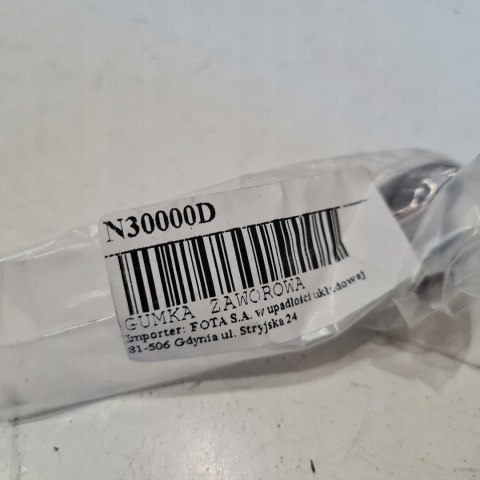 N30000D
GUMKA ZAWOROWA
Importer: FOTA S.A. w upadłości układowej
81-506 Gdynia ul. Stryjska 24